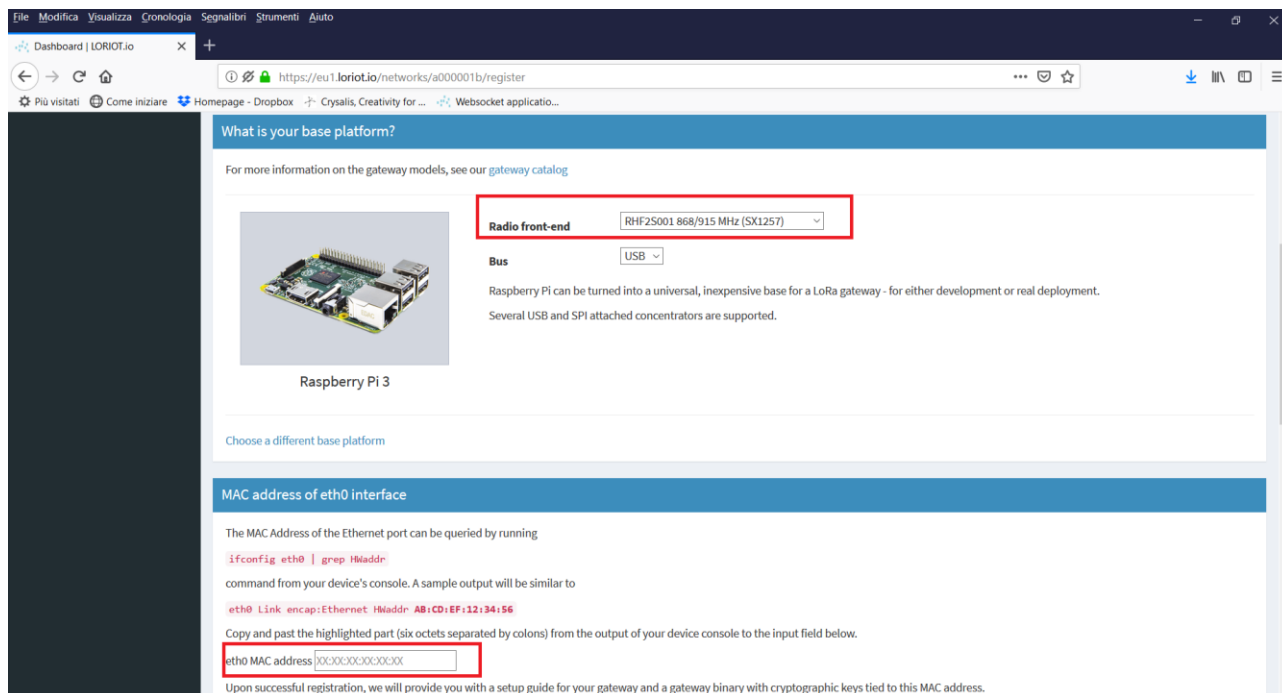 File Modifica Visualizza Cronologia Segnalibri Strumenti Aiuto
Dashboard | LORIOT.io
https://eu1.loriot.io/networks/a000001b/register
Più visitati Come iniziare Homepage - Dropbox Crysalis, Creativity for ... Websocket applicatio...
What is your base platform?
For more information on the gateway models, see our gateway catalog
Radio front-end RHF2S001 868/915 MHz (SX1257)
Bus USB
Raspberry Pi can be turned into a universal, inexpensive base for a LoRa gateway - for either development or real deployment.
Several USB and SPI attached concentrators are supported.
Raspberry Pi 3
Choose a different base platform
MAC address of eth0 interface
The MAC Address of the Ethernet port can be queried by running
ifconfig eth0 | grep HWaddr
command from your device's console. A sample output will be similar to
eth0 Link encap:Ethernet HWaddr AB:CD:EF:12:34:56
Copy and past the highlighted part (six octets separated by colons) from the output of your device console to the input field below.
eth0 MAC address XX:XX:XX:XX:XX:XX
Upon successful registration, we will provide you with a setup guide for your gateway and a gateway binary with cryptographic keys tied to this MAC address.